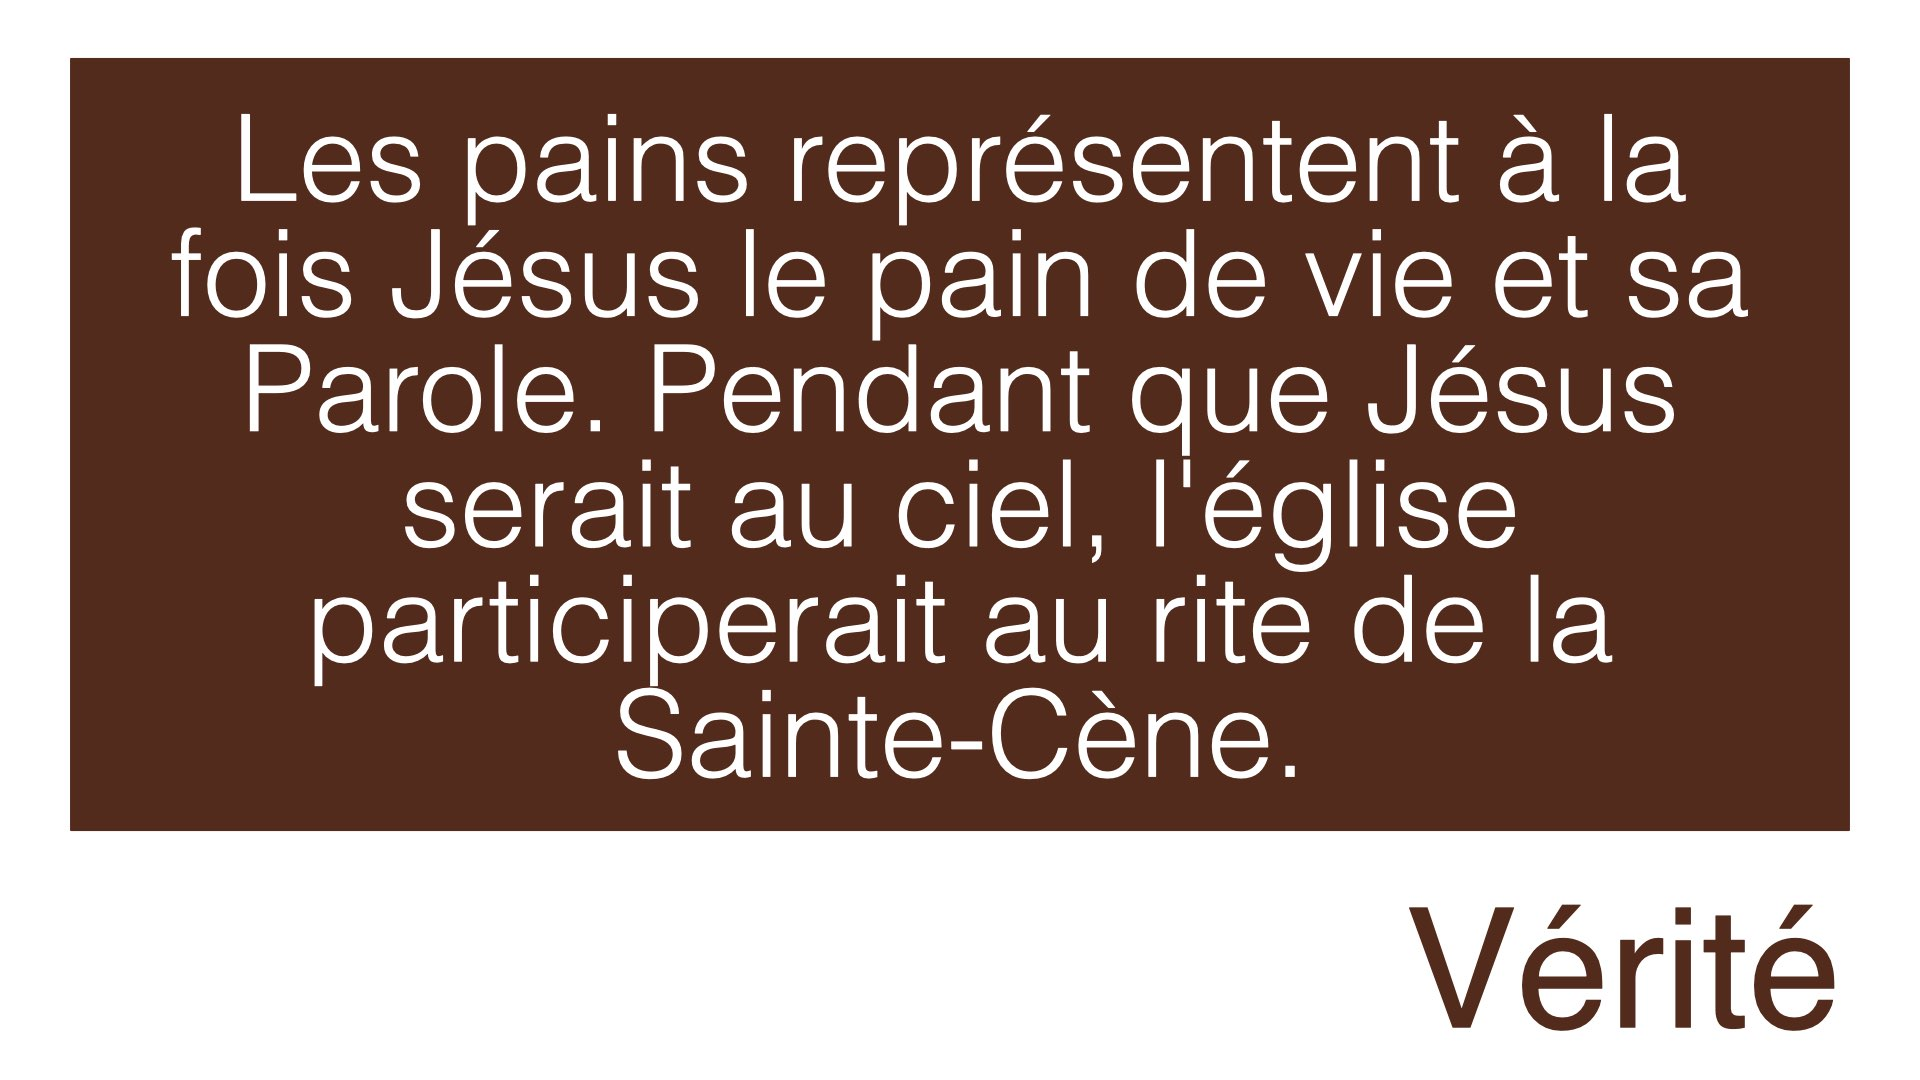 Les pains représentent à la
fois Jésus le pain de vie et sa
Parole. Pendant que Jésus
serait au ciel, l'église
participerait au rite de la
Sainte-Cène.
Vérité